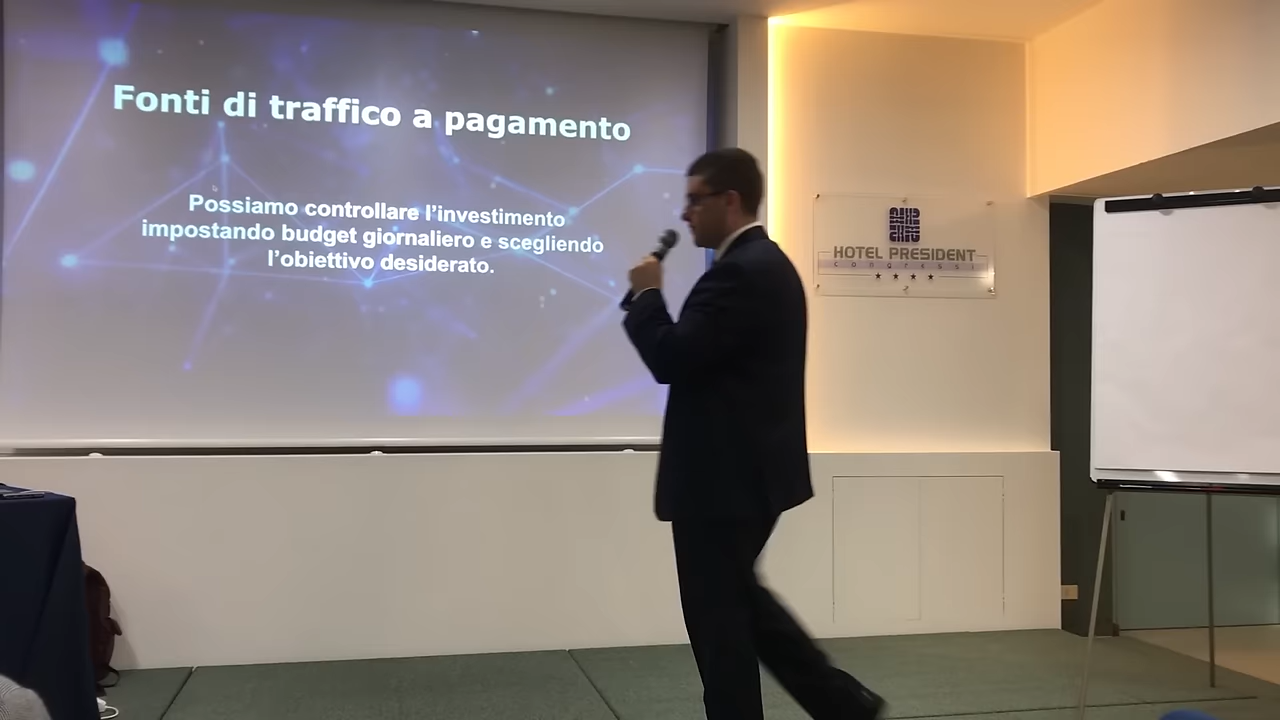 Fonti di traffico a pagamento
Possiamo controllare l’investimento
impostando budget giornaliero e scegliendo
l’obiettivo desiderato.
HOTEL PRESIDENT
congressi
★ ★ ★ ★